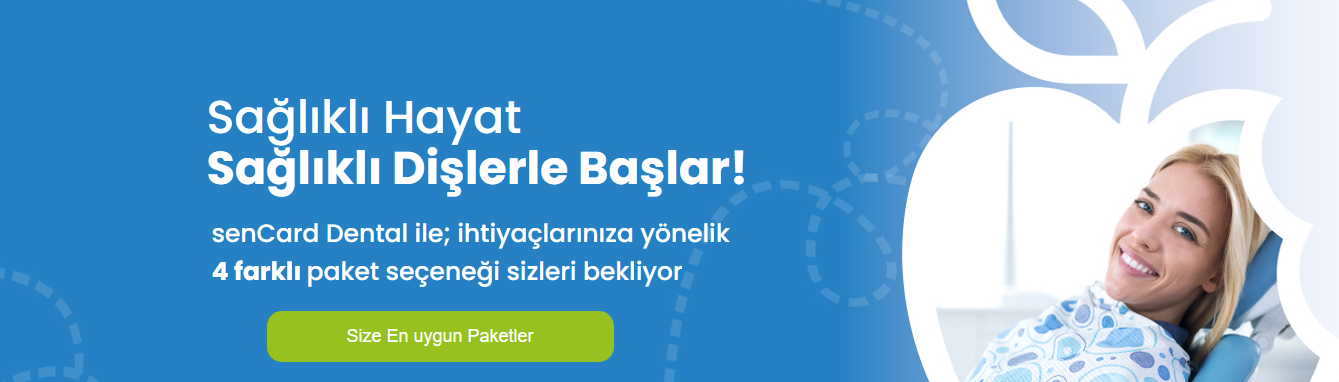 Sağlıklı Hayat
Sağlıklı Dişlerle Başlar!
senCard Dental ile; ihtiyaçlarınıza yönelik
4 farklı paket seçeneği sizleri bekliyor
Size En uygun Paketler